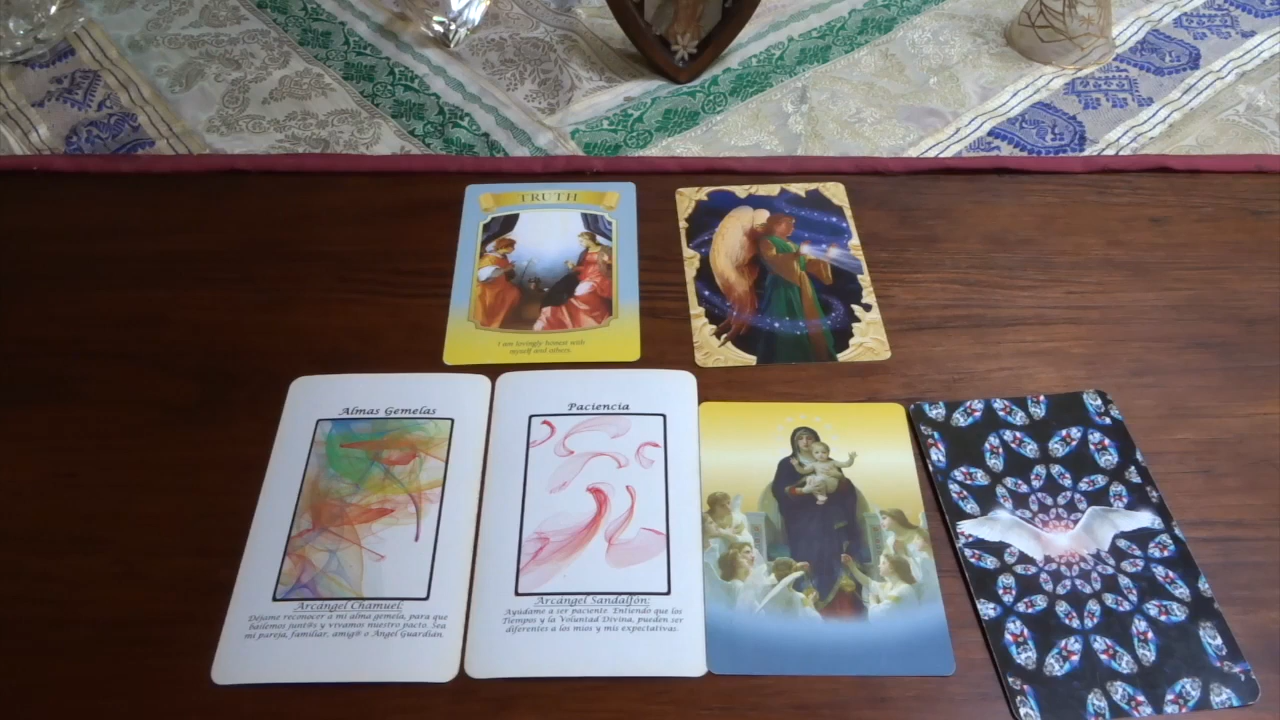 TRUTH
I am lovingly honest with
myself and others.
Almas Gemelas
Arcángel Chamuel:
Déjame reconocer a mi alma gemela, para que
bailemos junt@s y vivamos nuestro pacto. Sea
mi pareja, familiar, amig@ o Ángel Guardián.
Paciencia
Arcángel Sandalfón:
Ayúdame a ser paciente. Entiendo que los
Tiempos y la Voluntad Divina, pueden ser
diferentes a los míos y mis expectativas.